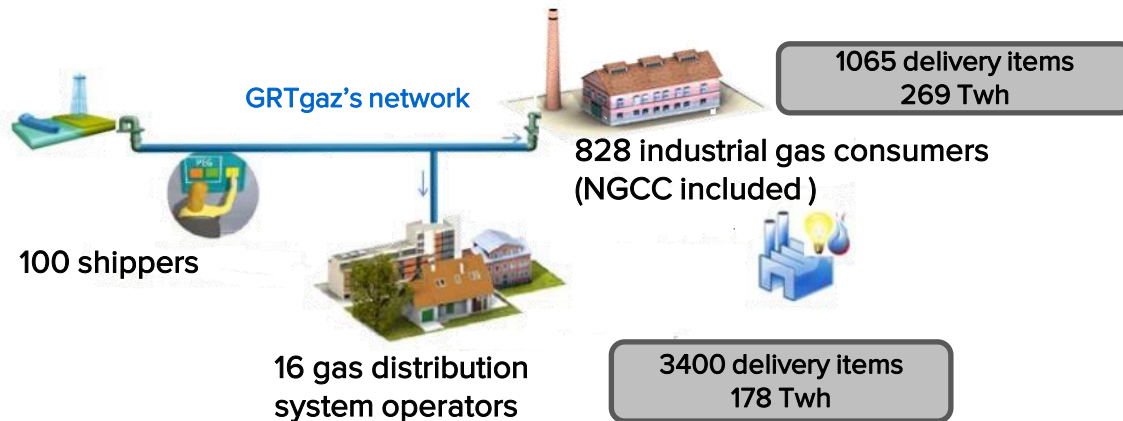 1065 delivery items
269 Twh
GRTgaz's network
828 industrial gas consumers
(NGCC included )
PEG
100 shippers
16 gas distribution
system operators
3400 delivery items
178 Twh